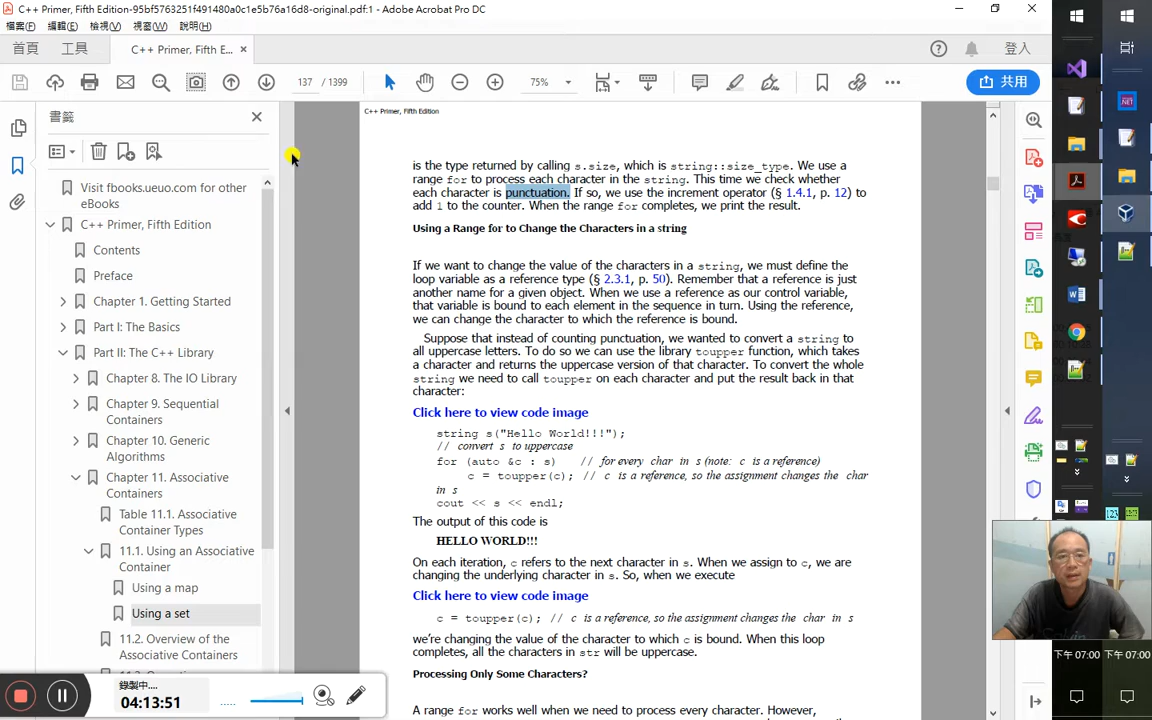 C++ Primer, Fifth Edition-95bf5763251f491480a0c1e5b76a16d8-original.pdf:1 - Adobe Acrobat Pro DC
檔案(F) 編輯(E) 檢視(V) 視窗(W) 說明(H)
首頁 工具 C++ Primer, Fifth E... × 登入
137 / 1399 75% 共用
書籤
Visit fbooks.ueuo.com for other
eBooks
C++ Primer, Fifth Edition
Contents
Preface
Chapter 1. Getting Started
Part I: The Basics
Part II: The C++ Library
Chapter 8. The IO Library
Chapter 9. Sequential
Containers
Chapter 10. Generic
Algorithms
Chapter 11. Associative
Containers
Table 11.1. Associative
Container Types
11.1. Using an Associative
Container
Using a map
Using a set
11.2. Overview of the
Associative Containers
C++ Primer, Fifth Edition
is the type returned by calling s.size, which is string::size_type. We use a
range for to process each character in the string. This time we check whether
each character is punctuation. If so, we use the increment operator (§ 1.4.1, p. 12) to
add 1 to the counter. When the range for completes, we print the result.
Using a Range for to Change the Characters in a string
If we want to change the value of the characters in a string, we must define the
loop variable as a reference type (§ 2.3.1, p. 50). Remember that a reference is just
another name for a given object. When we use a reference as our control variable,
that variable is bound to each element in the sequence in turn. Using the reference,
we can change the character to which the reference is bound.
Suppose that instead of counting punctuation, we wanted to convert a string to
all uppercase letters. To do so we can use the library toupper function, which takes
a character and returns the uppercase version of that character. To convert the whole
string we need to call toupper on each character and put the result back in that
character:
Click here to view code image
string s("Hello World!!!");
// convert s to uppercase
for (auto &c : s) // for every char in s (note: c is a reference)
c = toupper(c); // c is a reference, so the assignment changes the char
in s
cout << s << endl;
The output of this code is
HELLO WORLD!!!
On each iteration, c refers to the next character in s. When we assign to c, we are
changing the underlying character in s. So, when we execute
Click here to view code image
c = toupper(c); // c is a reference, so the assignment changes the char in s
we're changing the value of the character to which c is bound. When this loop
completes, all the characters in str will be uppercase.
Processing Only Some Characters?
A range for works well when we need to process every character. However,
錄製中....
04:13:51
下午 07:00 下午 07:00